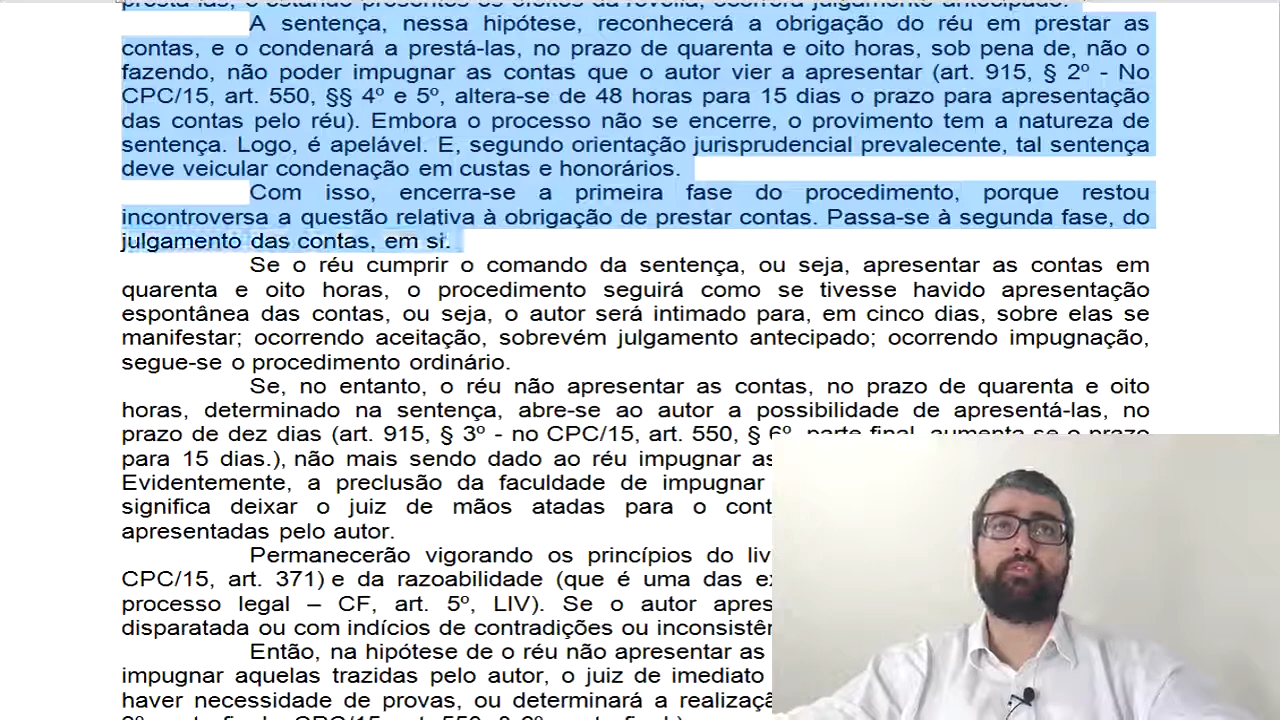 prestá-las, e estando presentes os efeitos da revelia, ocorrerá julgamento antecipado.
A sentença, nessa hipótese, reconhecerá a obrigação do réu em prestar as
contas, e o condenará a prestá-las, no prazo de quarenta e oito horas, sob pena de, não o
fazendo, não poder impugnar as contas que o autor vier a apresentar (art. 915, § 2º - No
CPC/15, art. 550, §§ 4º e 5º, altera-se de 48 horas para 15 dias o prazo para apresentação
das contas pelo réu). Embora o processo não se encerre, o provimento tem a natureza de
sentença. Logo, é apelável. E, segundo orientação jurisprudencial prevalecente, tal sentença
deve veicular condenação em custas e honorários.
Com isso, encerra-se a primeira fase do procedimento, porque restou
incontroversa a questão relativa à obrigação de prestar contas. Passa-se à segunda fase, do
julgamento das contas, em si.
Se o réu cumprir o comando da sentença, ou seja, apresentar as contas em
quarenta e oito horas, o procedimento seguirá como se tivesse havido apresentação
espontânea das contas, ou seja, o autor será intimado para, em cinco dias, sobre elas se
manifestar; ocorrendo aceitação, sobrevém julgamento antecipado; ocorrendo impugnação,
segue-se o procedimento ordinário.
Se, no entanto, o réu não apresentar as contas, no prazo de quarenta e oito
horas, determinado na sentença, abre-se ao autor a possibilidade de apresentá-las, no
prazo de dez dias (art. 915, § 3º - no CPC/15, art. 550, § 6º, parte final, aumenta-se o prazo
para 15 dias.), não mais sendo dado ao réu impugnar as
Evidentemente, a preclusão da faculdade de impugnar
significa deixar o juiz de mãos atadas para o
apresentadas pelo autor.
Permanecerão vigorando os princípios do
CPC/15, art. 371) e da razoabilidade (que é uma das
processo legal – CF, art. 5º, LIV). Se o autor
disparatada ou com indícios de contradições ou
Então, na hipótese de o réu não apresentar as
impugnar aquelas trazidas pelo autor, o juiz de imediato
haver necessidade de provas, ou determinará a